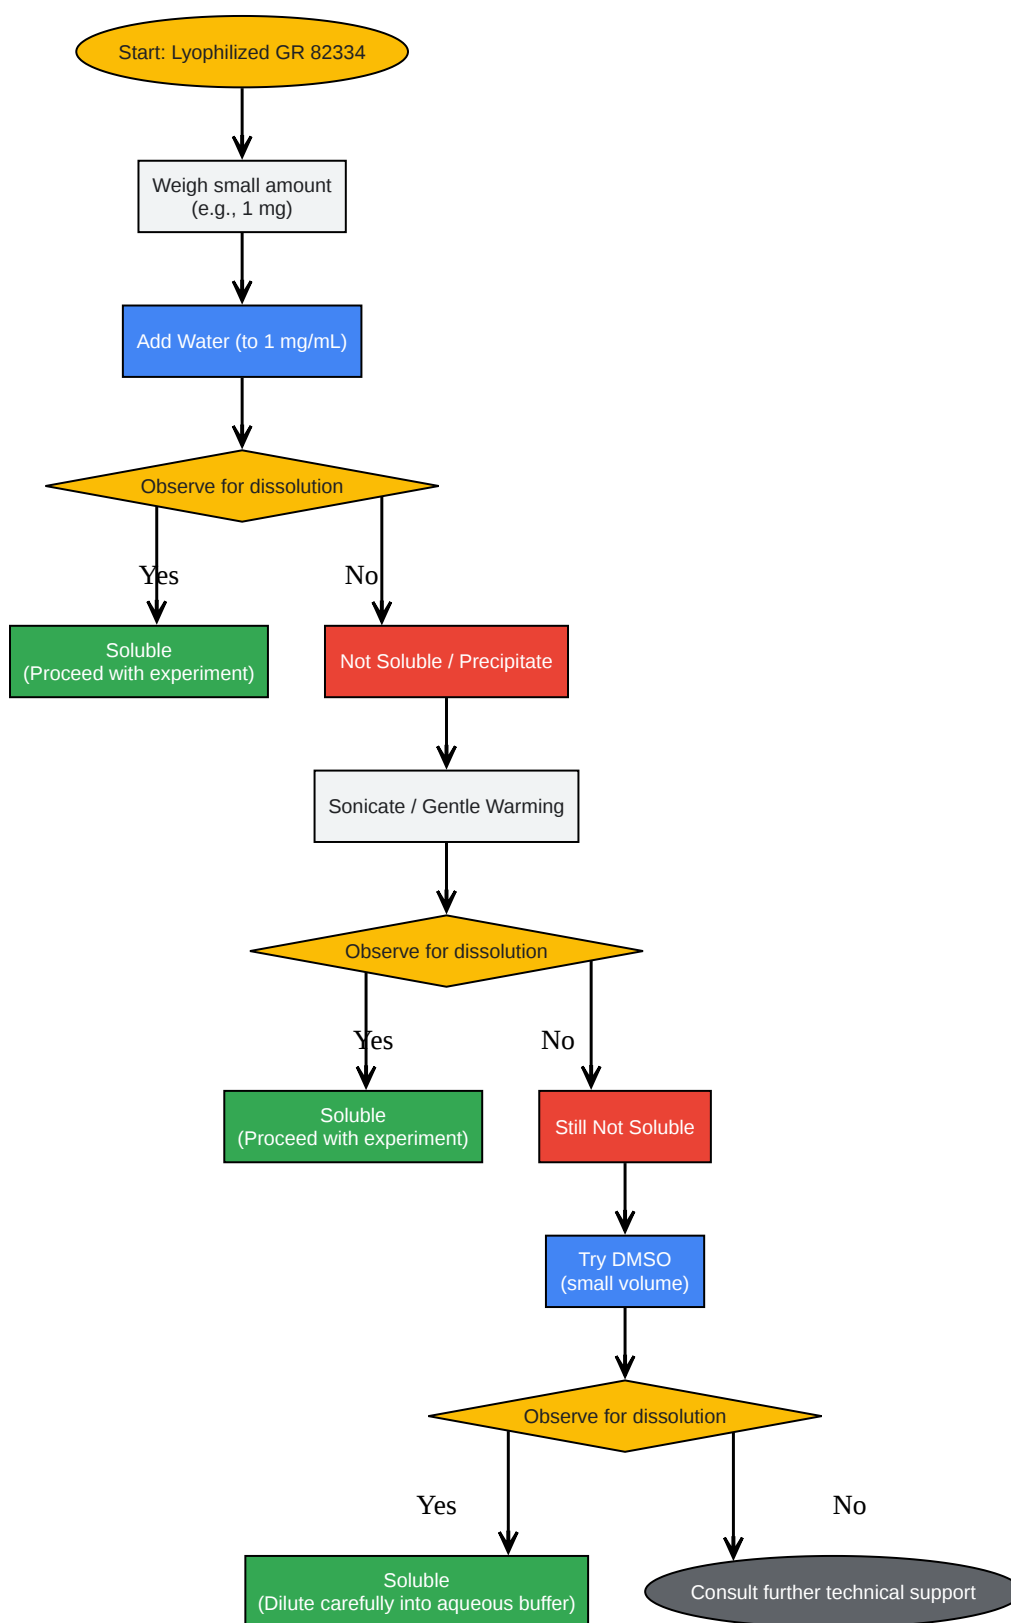 Start: Lyophilized GR 82334
Weigh small amount
(e.g., 1 mg)
Add Water (to 1 mg/mL)
Observe for dissolution
Yes
No
Soluble
(Proceed with experiment)
Not Soluble / Precipitate
Sonicate / Gentle Warming
Observe for dissolution
Yes
No
Soluble
(Proceed with experiment)
Still Not Soluble
Try DMSO
(small volume)
Observe for dissolution
Yes
No
Soluble
(Dilute carefully into aqueous buffer)
Consult further technical support